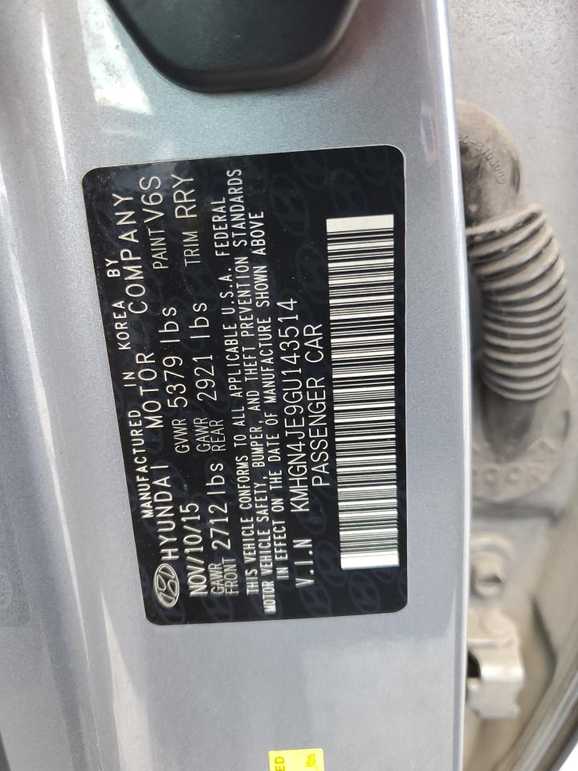 MANUFACTURED IN KOREA BY
HYUNDAI MOTOR COMPANY
NOV/10/15 GVWR 5379 lbs PAINT V6S
GAWR FRONT 2712 lbs GAWR REAR 2921 lbs TRIM RRY
THIS VEHICLE CONFORMS TO ALL APPLICABLE U.S.A. FEDERAL
MOTOR VEHICLE SAFETY, BUMPER, AND THEFT PREVENTION STANDARDS
IN EFFECT ON THE DATE OF MANUFACTURE SHOWN ABOVE
V.I.N KMHGN4JE9GU143514
PASSENGER CAR